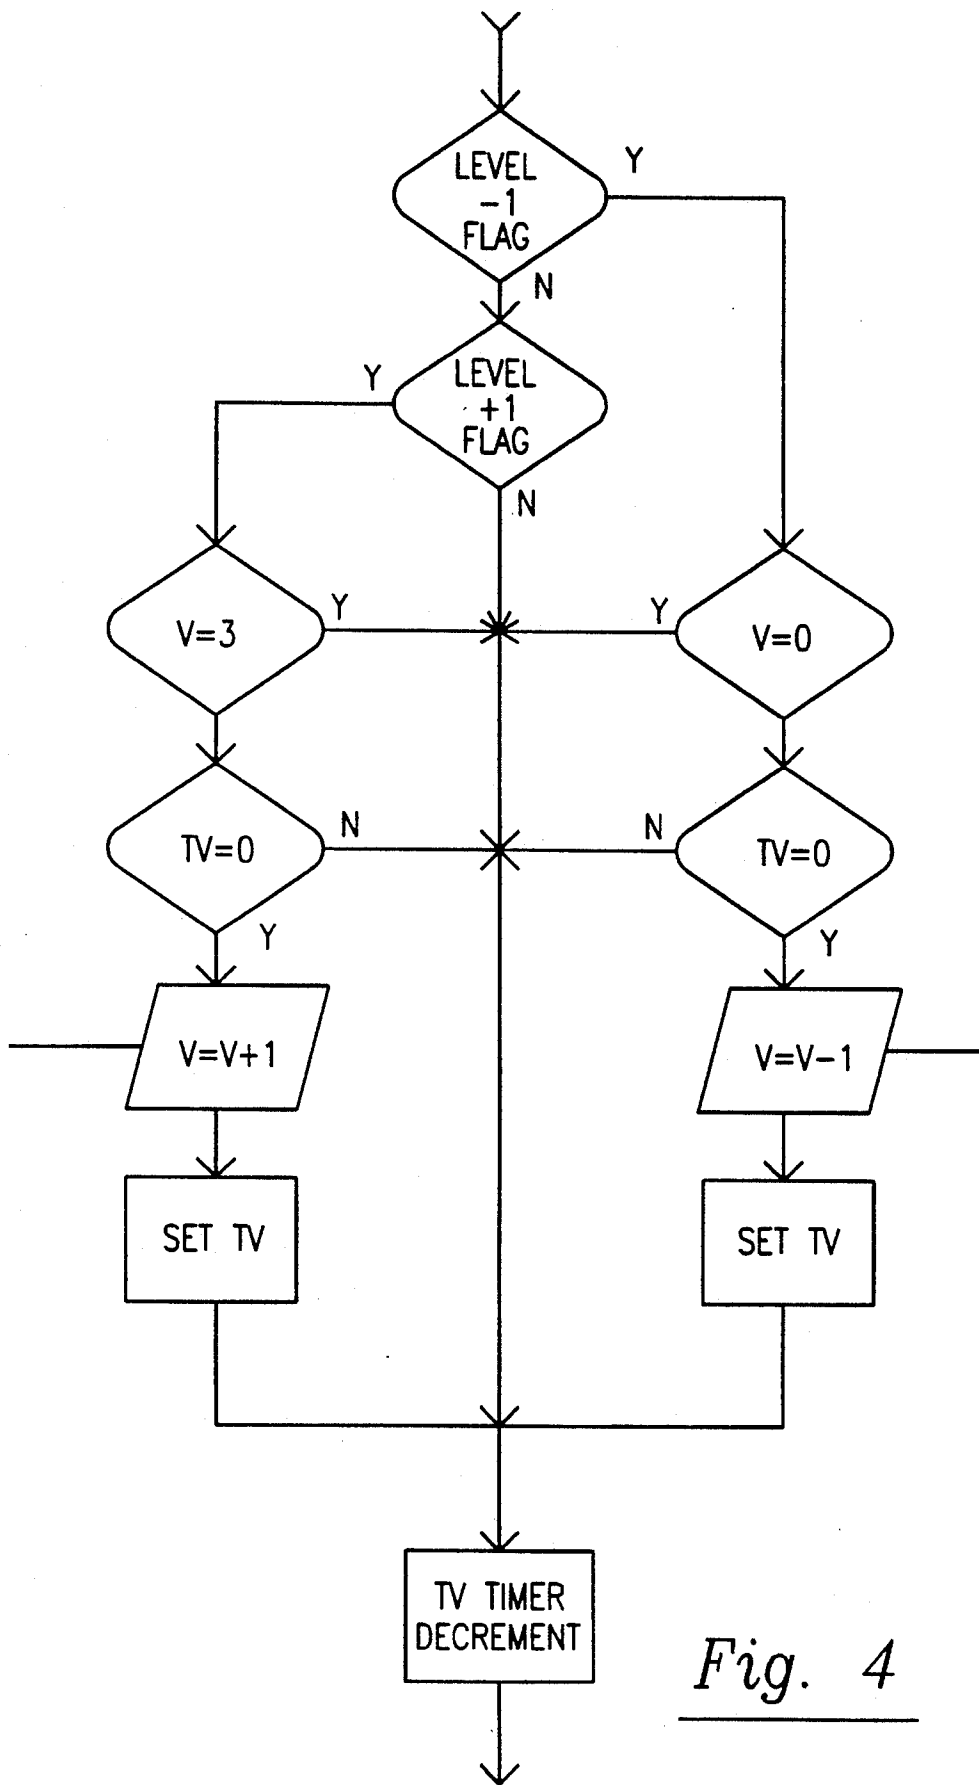 LEVEL
-1
FLAG
Y
N
LEVEL
+1
FLAG
Y
N
V=3
Y
Y
V=0
TV=0
N
N
TV=0
Y
Y
V=V+1
V=V-1
SET TV
SET TV
TV TIMER
DECREMENT
Fig. 4